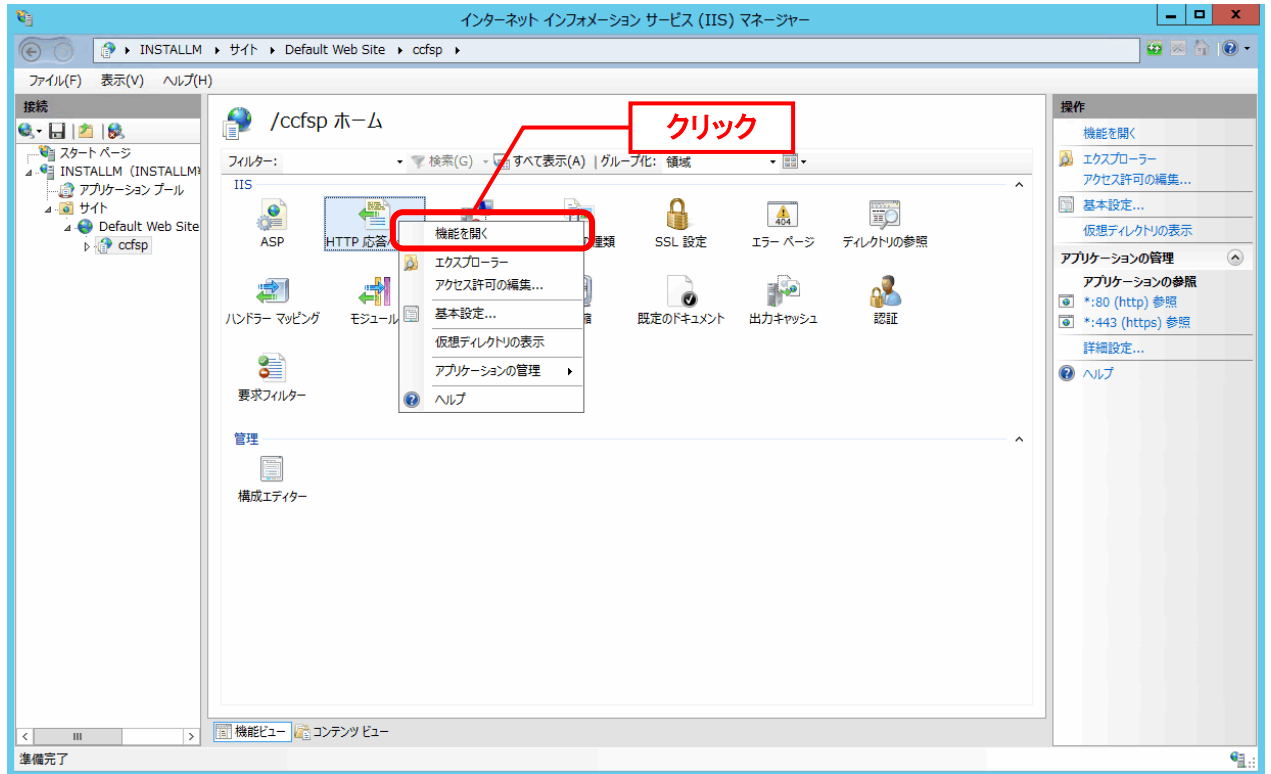 インターネット インフォメーション サービス (IIS) マネージャー
INSTALLM ▸ サイト ▸ Default Web Site ▸ ccfsp ▸
ファイル(F) 表示(V) ヘルプ(H)
接続
スタート ページ
INSTALLM (INSTALLM¥
アプリケーション プール
サイト
Default Web Site
ccfsp
/ccfsp ホーム
クリック
フィルター: 検索(G) すべて表示(A) | グループ化: 領域
IIS
ASP
HTTP 応答
種類
SSL 設定
エラー ページ
ディレクトリの参照
ハンドラー マッピング
モジュール
既定のドキュメント
出力キャッシュ
認証
要求フィルター
機能を開く
エクスプローラー
アクセス許可の編集...
基本設定...
仮想ディレクトリの表示
アプリケーションの管理
ヘルプ
管理
構成エディター
機能ビュー コンテンツ ビュー
操作
機能を開く
エクスプローラー
アクセス許可の編集...
基本設定...
仮想ディレクトリの表示
アプリケーションの管理
アプリケーションの参照
*:80 (http) 参照
*:443 (https) 参照
詳細設定...
ヘルプ
準備完了